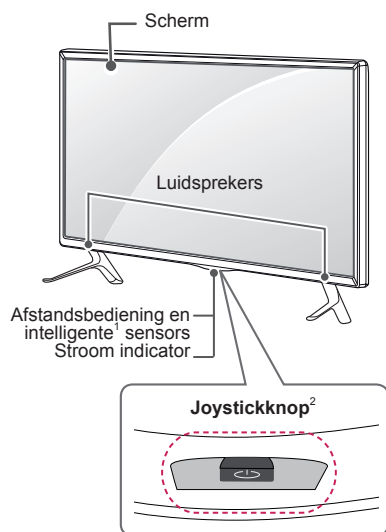 Scherm
Luidsprekers
Afstandsbediening en
intelligente¹ sensors
Stroom indicator
Joystickknop²